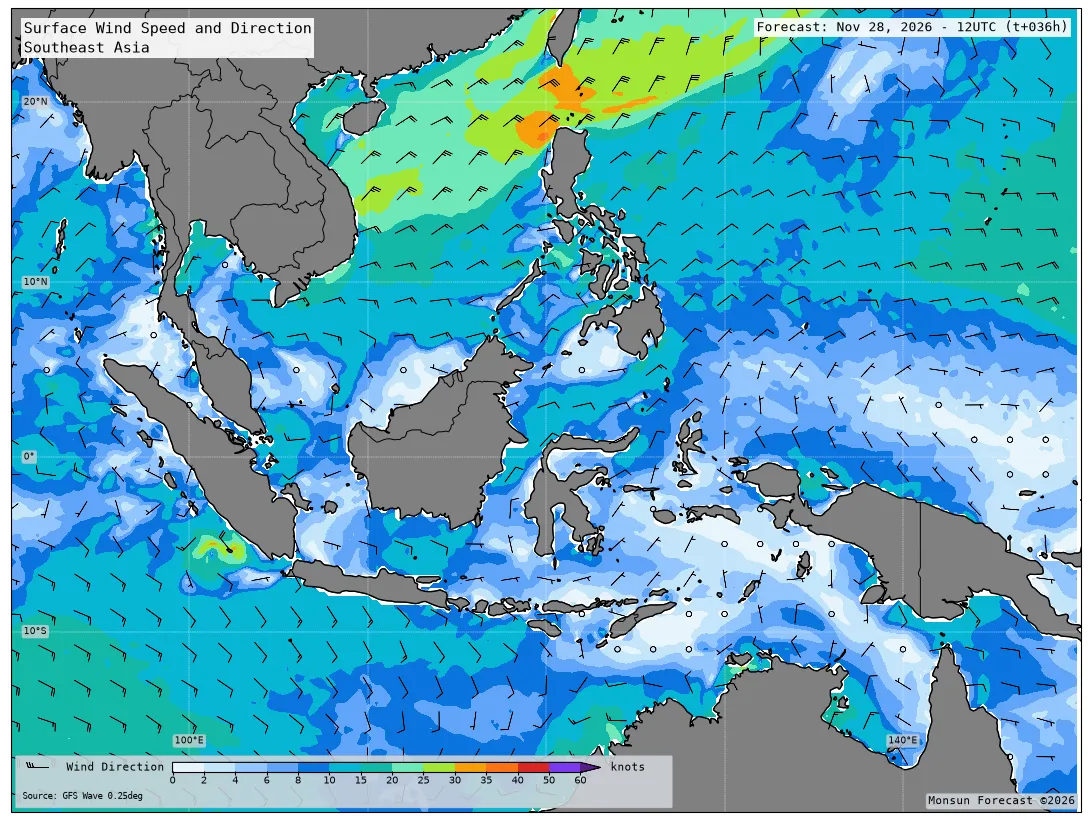 Surface Wind Speed and Direction
Southeast Asia
Forecast: Nov 28, 2026 - 12UTC (t+036h)
20°N
10°N
0°
10°S
100°E
140°E
Wind Direction
0 2 4 6 8 10 15 20 25 30 35 40 50 60
knots
Source: GFS Wave 0.25deg
Monsun Forecast ©2026